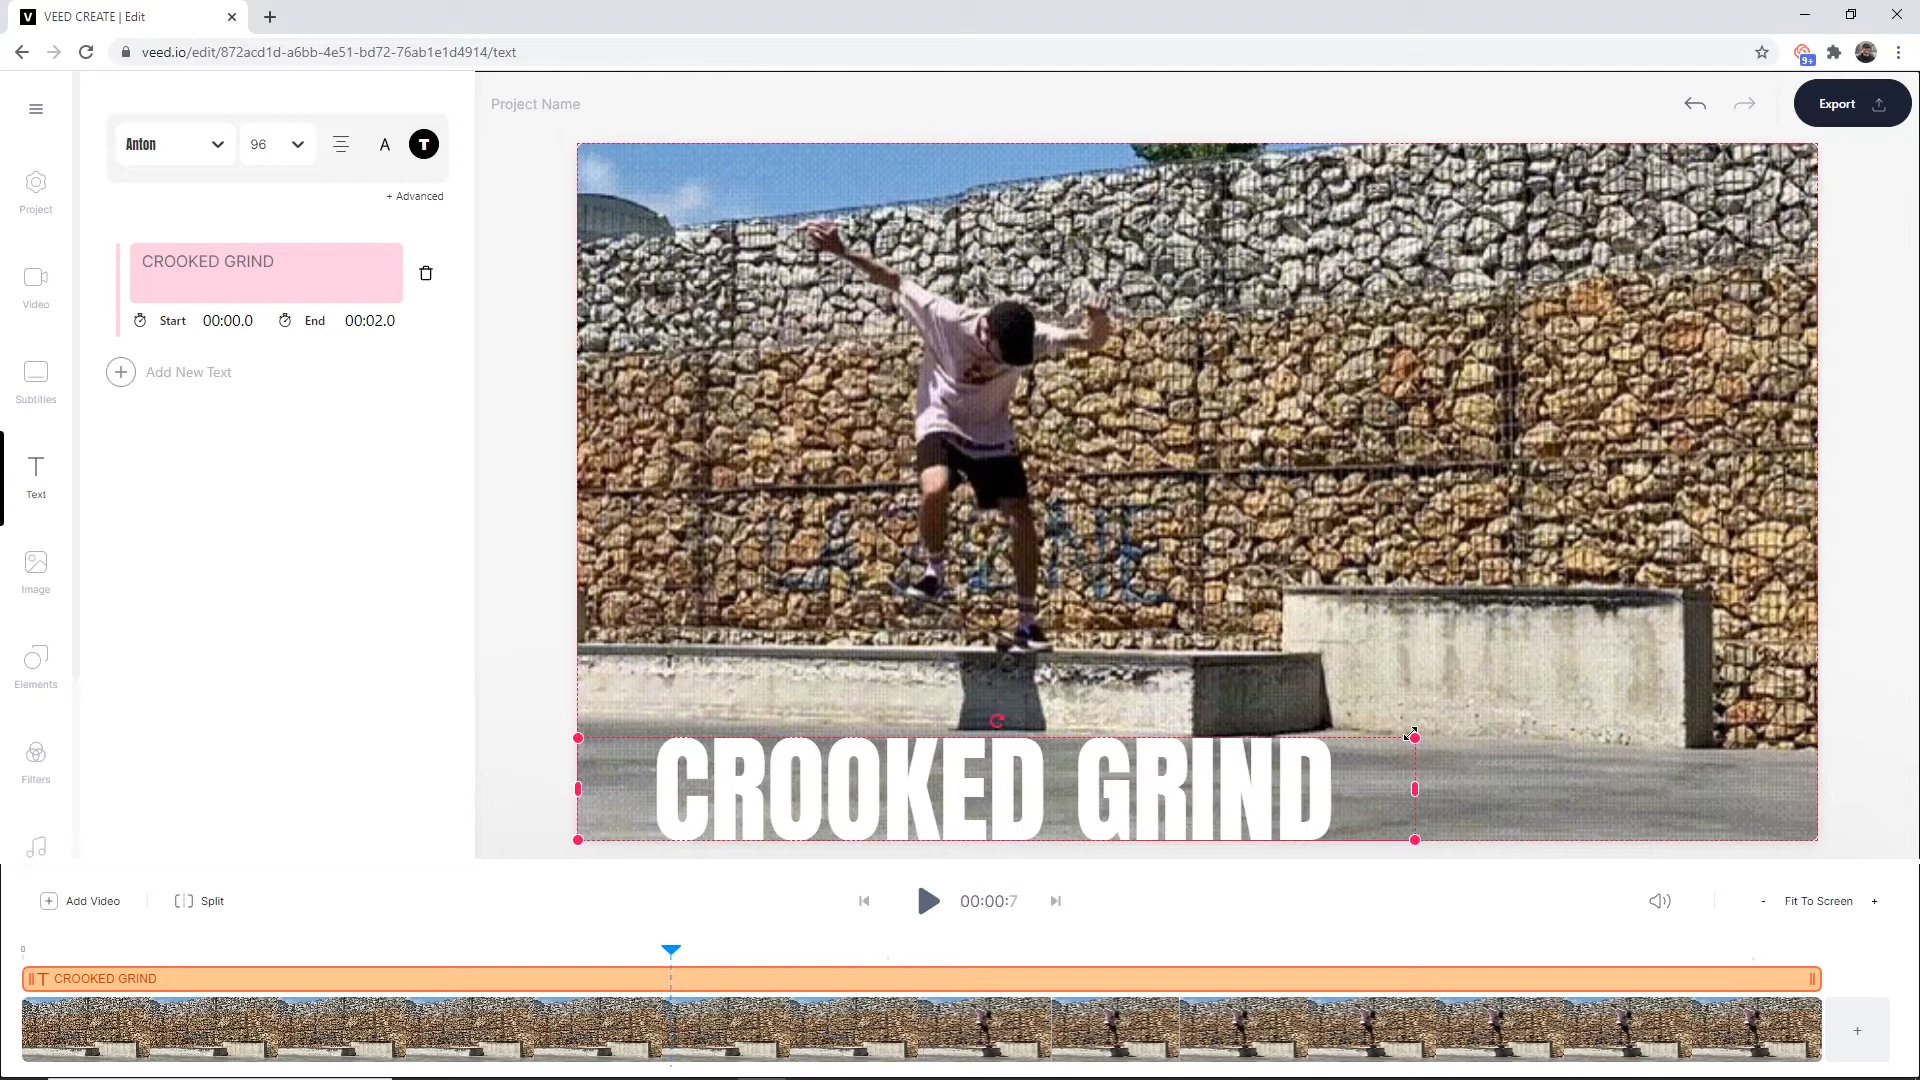 VEED CREATE | Edit
veed.io/edit/872acd1d-a6bb-4e51-bd72-76ab1e1d4914/text
9+
Project Name
Export
Anton
96
A
T
+ Advanced
Project
CROOKED GRIND
Start 00:00.0 End 00:02.0
Video
Add New Text
Subtitles
Text
Image
Elements
Filters
CROOKED GRIND
Add Video
Split
00:00:7
- Fit To Screen +
0
CROOKED GRIND